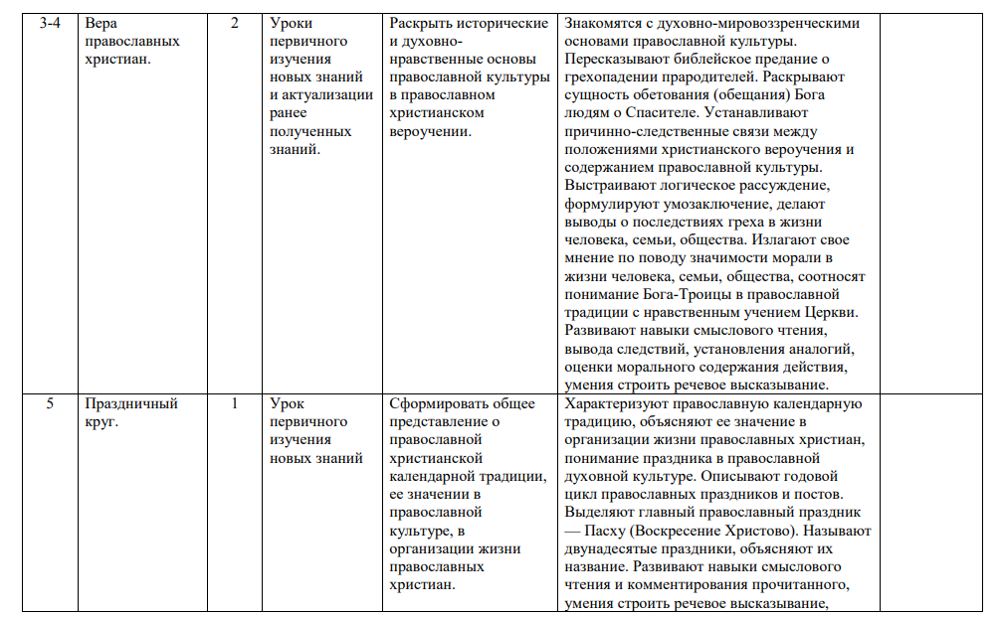 3-4
Вера
православных
христиан.
2
Уроки
первичного
изучения
новых знаний
и актуализации
ранее
полученных
знаний.
Раскрыть исторические
и духовно-
нравственные основы
православной культуры
в православном
христианском
вероучении.
Знакомятся с духовно-мировоззренческими
основами православной культуры.
Пересказывают библейское предание о
грехопадении прародителей. Раскрывают
сущность обетования (обещания) Бога
людям о Спасителе. Устанавливают
причинно-следственные связи между
положениями христианского вероучения и
содержанием православной культуры.
Выстраивают логическое рассуждение,
формулируют умозаключение, делают
выводы о последствиях греха в жизни
человека, семьи, общества. Излагают свое
мнение по поводу значимости морали в
жизни человека, семьи, общества, соотносят
понимание Бога-Троицы в православной
традиции с нравственным учением Церкви.
Развивают навыки смыслового чтения,
вывода следствий, установления аналогий,
оценки морального содержания действия,
умения строить речевое высказывание.
5
Праздничный
круг.
1
Урок
первичного
изучения
новых знаний
Сформировать общее
представление о
православной
христианской
календарной традиции,
ее значении в
православной
культуре, в
организации жизни
православных
христиан.
Характеризуют православную календарную
традицию, объясняют ее значение в
организации жизни православных христиан,
понимание праздника в православной
духовной культуре. Описывают годовой
цикл православных праздников и постов.
Выделяют главный православный праздник
— Пасху (Воскресение Христово). Называют
двунадесятые праздники, объясняют их
название. Развивают навыки смыслового
чтения и комментирования прочитанного,
умения строить речевое высказывание,